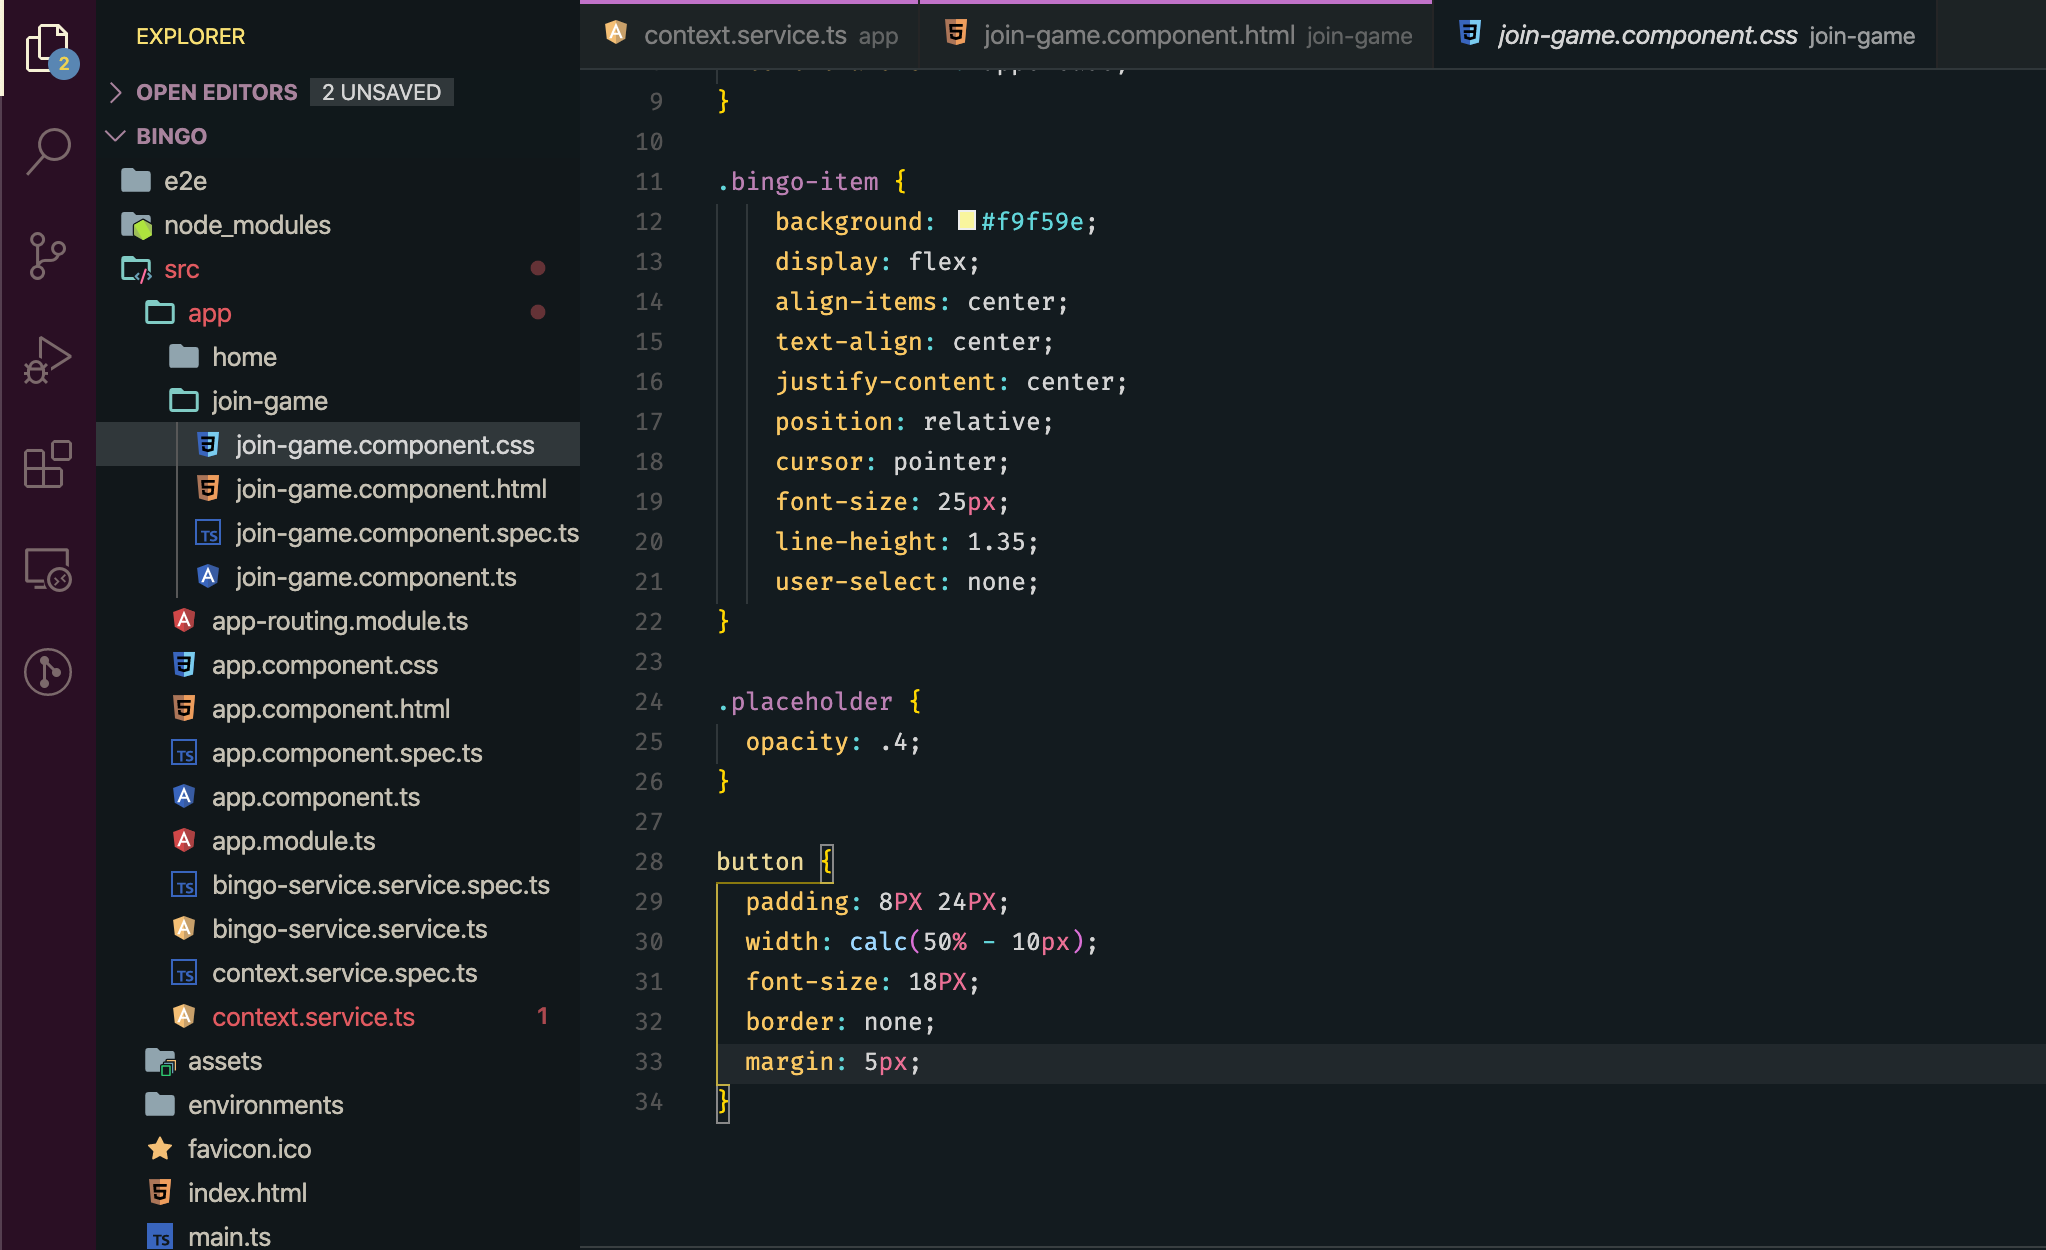 EXPLORER
OPEN EDITORS 2 UNSAVED
BINGO
e2e
node_modules
src
app
home
join-game
join-game.component.css
join-game.component.html
join-game.component.spec.ts
join-game.component.ts
app-routing.module.ts
app.component.css
app.component.html
app.component.spec.ts
app.component.ts
app.module.ts
bingo-service.service.spec.ts
bingo-service.service.ts
context.service.spec.ts
context.service.ts 1
assets
environments
favicon.ico
index.html
main.ts
2
context.service.ts app
join-game.component.html join-game
join-game.component.css join-game
9 }
10
11 .bingo-item {
12 background: #f9f59e;
13 display: flex;
14 align-items: center;
15 text-align: center;
16 justify-content: center;
17 position: relative;
18 cursor: pointer;
19 font-size: 25px;
20 line-height: 1.35;
21 user-select: none;
22 }
23
24 .placeholder {
25 opacity: .4;
26 }
27
28 button {
29 padding: 8PX 24PX;
30 width: calc(50% - 10px);
31 font-size: 18PX;
32 border: none;
33 margin: 5px;
34 }